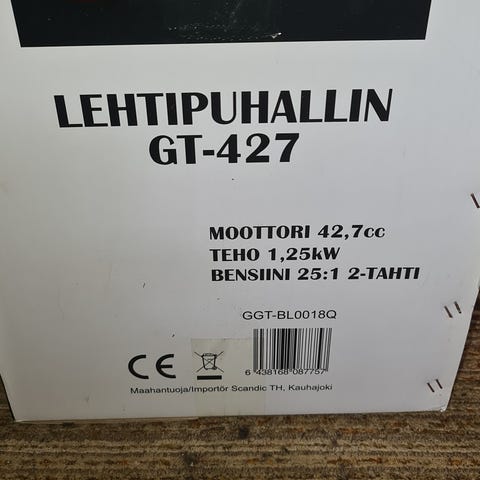 LEHTIPUHALLIN
GT-427
MOOTTORI 42,7cc
TEHO 1,25kW
BENSIINI 25:1 2-TAHTI
GGT-BL0018Q
CE
6 438168 087757
Maahantuoja/Importör Scandic TH, Kauhajoki